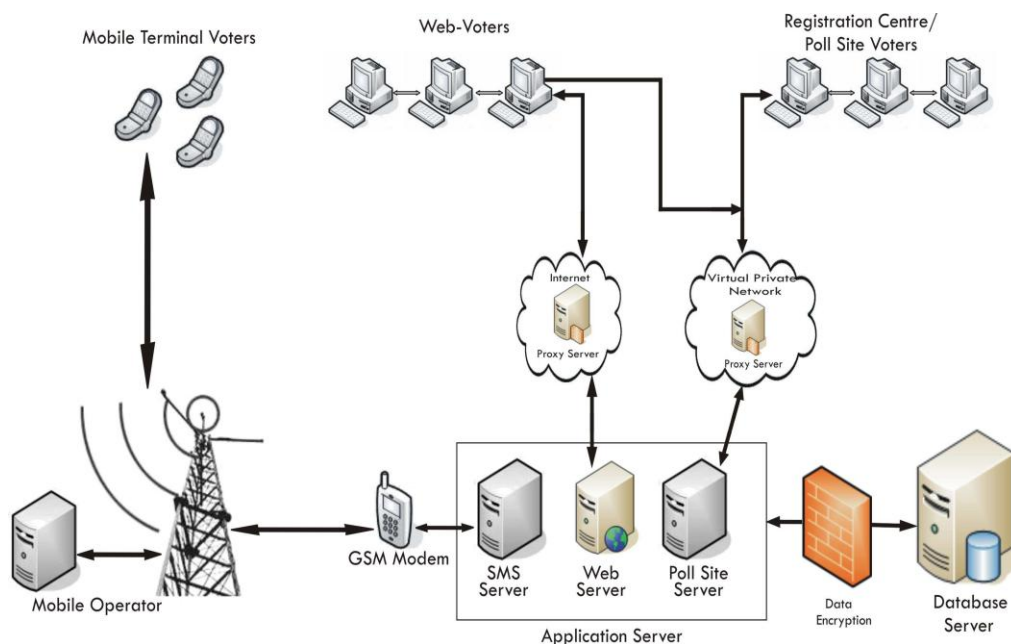 Mobile Terminal Voters
Web-Voters
Registration Centre/
Poll Site Voters
Internet
Proxy Server
Virtual Private
Network
Proxy Server
GSM Modem
Mobile Operator
SMS
Server
Web
Server
Poll Site
Server
Application Server
Data
Encryption
Database
Server